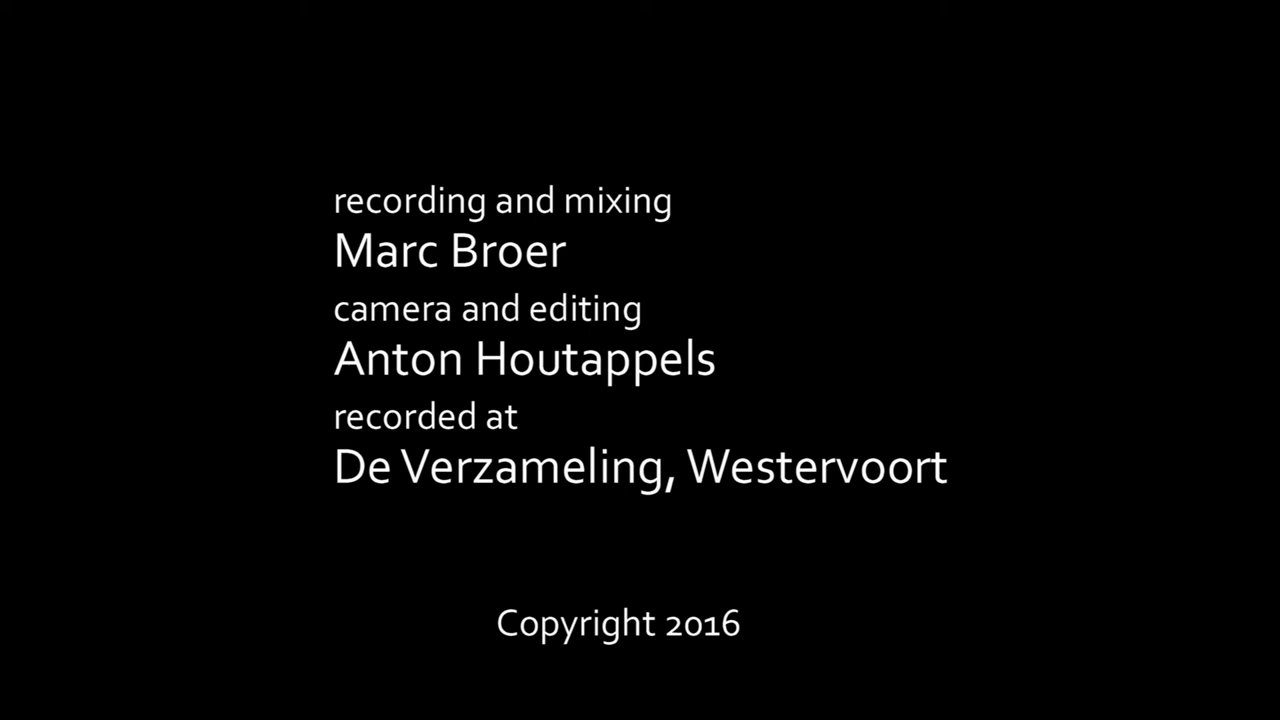 recording and mixing
Marc Broer
camera and editing
Anton Houtappels
recorded at
De Verzameling, Westervoort
Copyright 2016